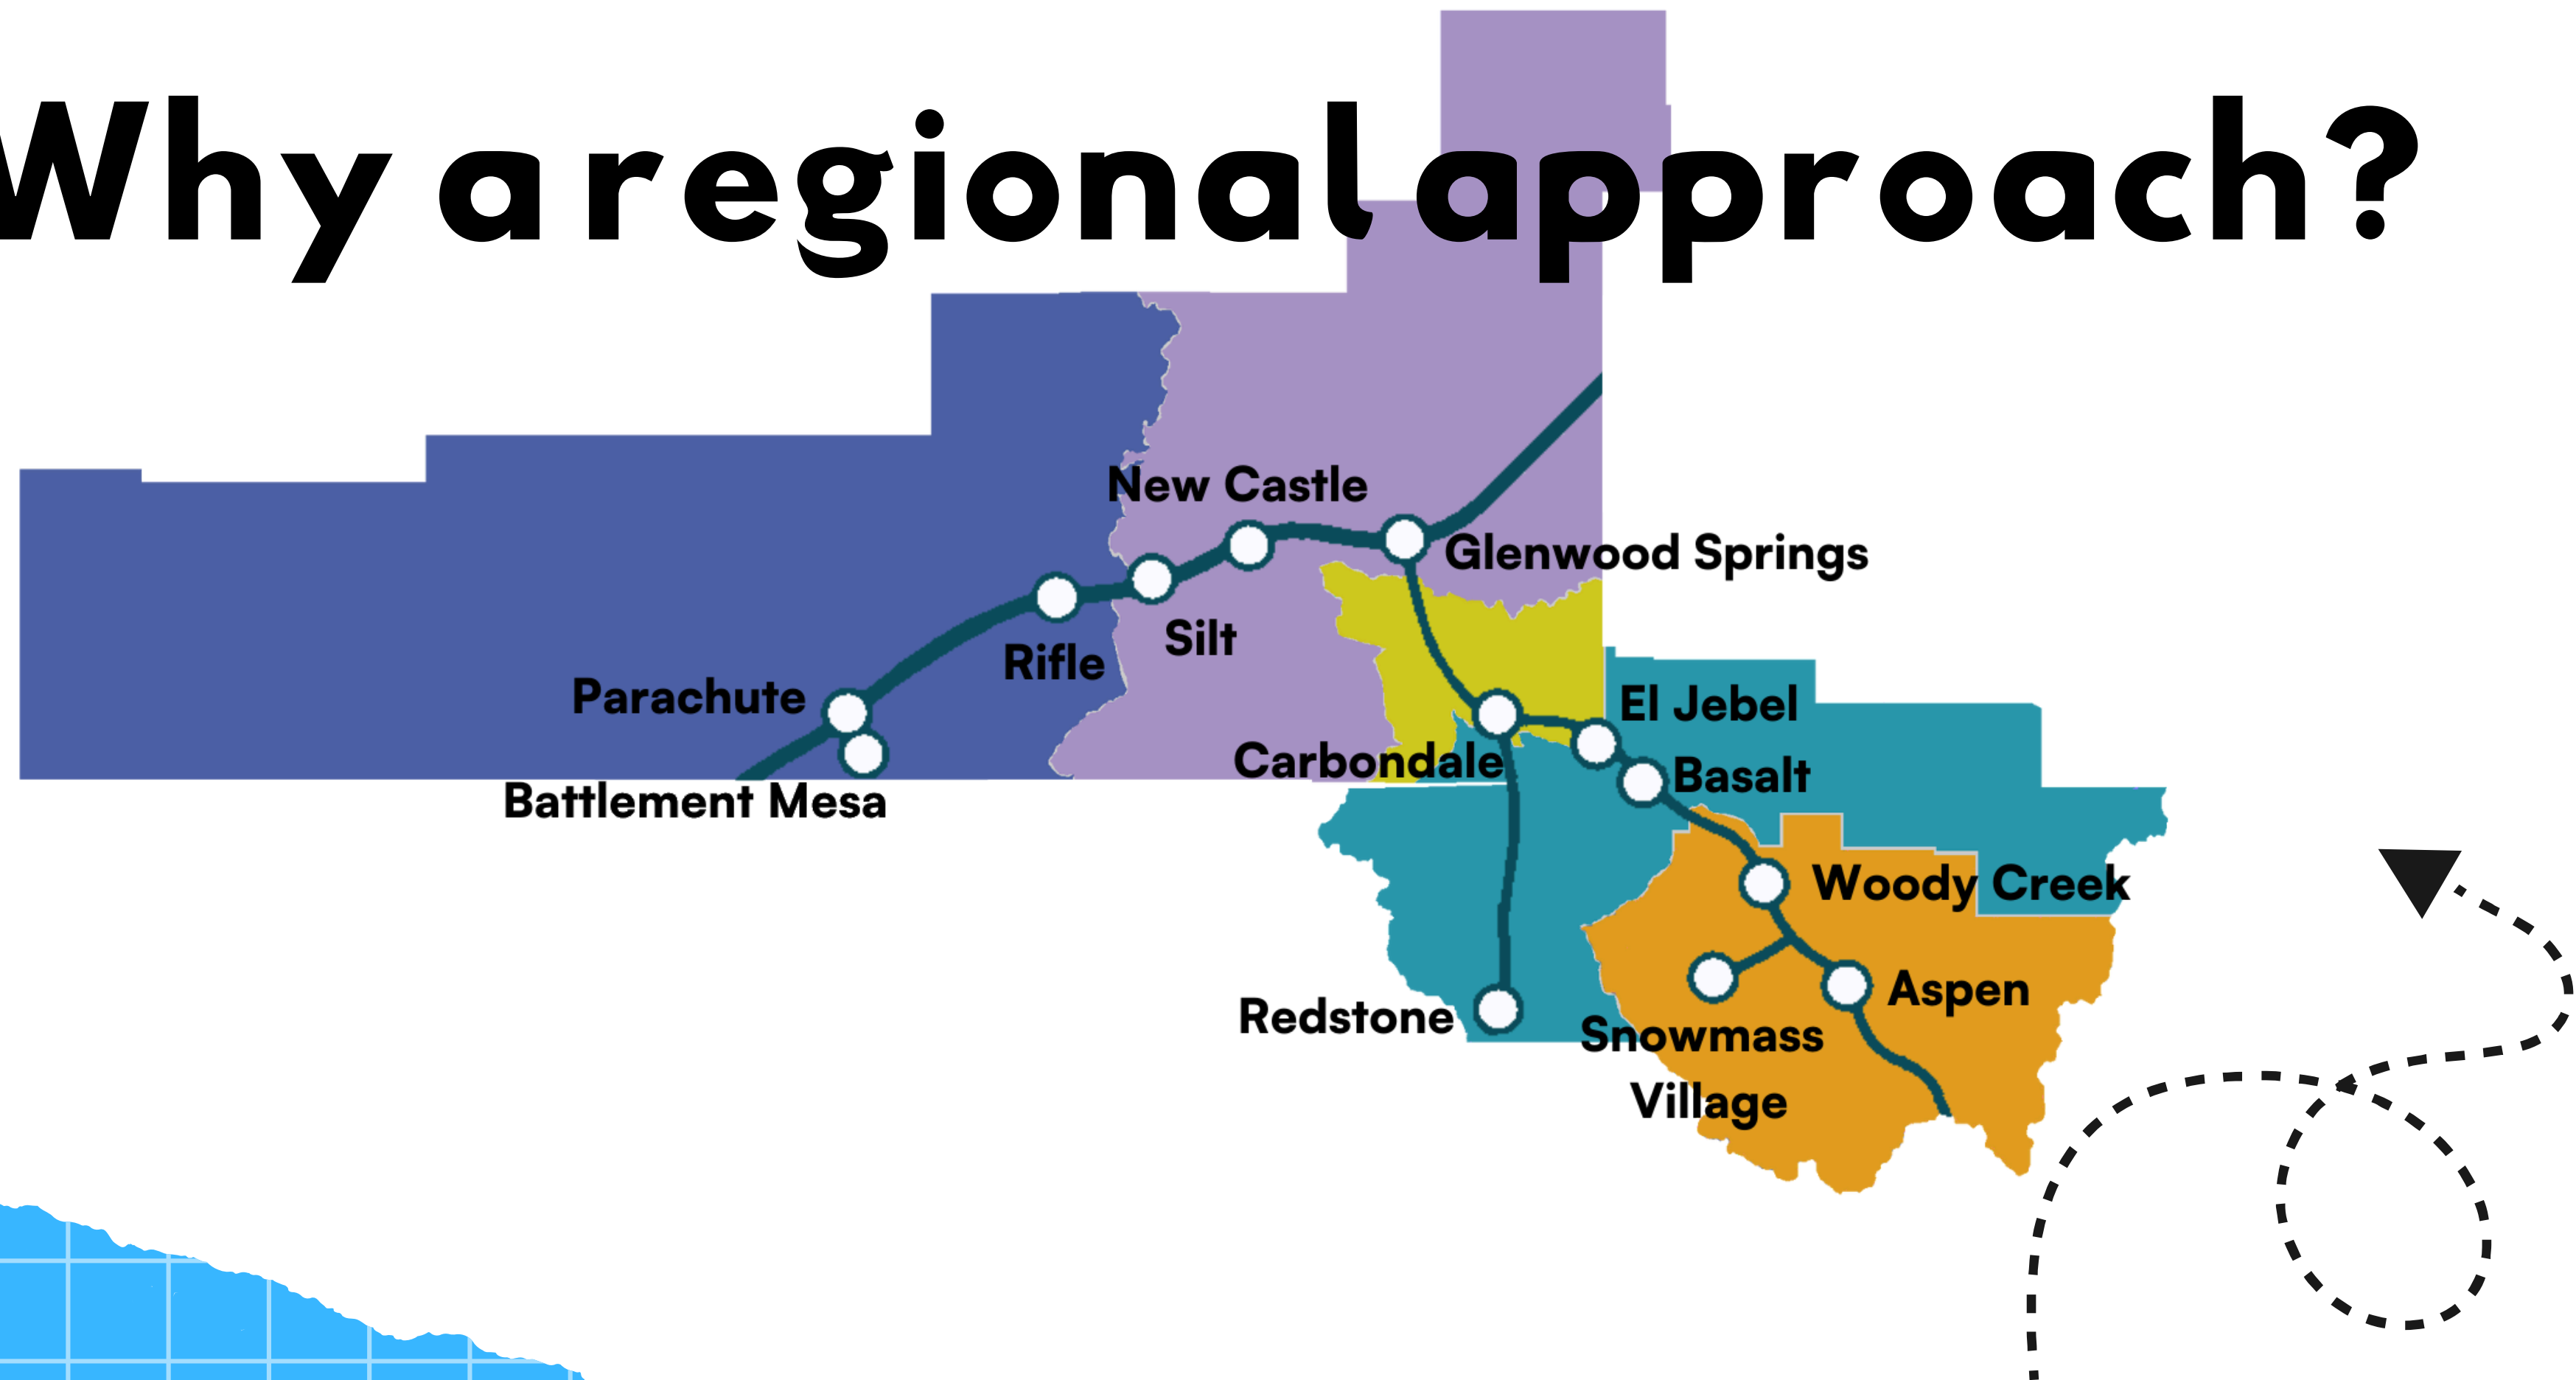 Why a regional approach?
New Castle
Glenwood Springs
Silt
Rifle
Parachute
Battlement Mesa
El Jebel
Carbondale
Basalt
Woody Creek
Aspen
Redstone
Snowmass
Village